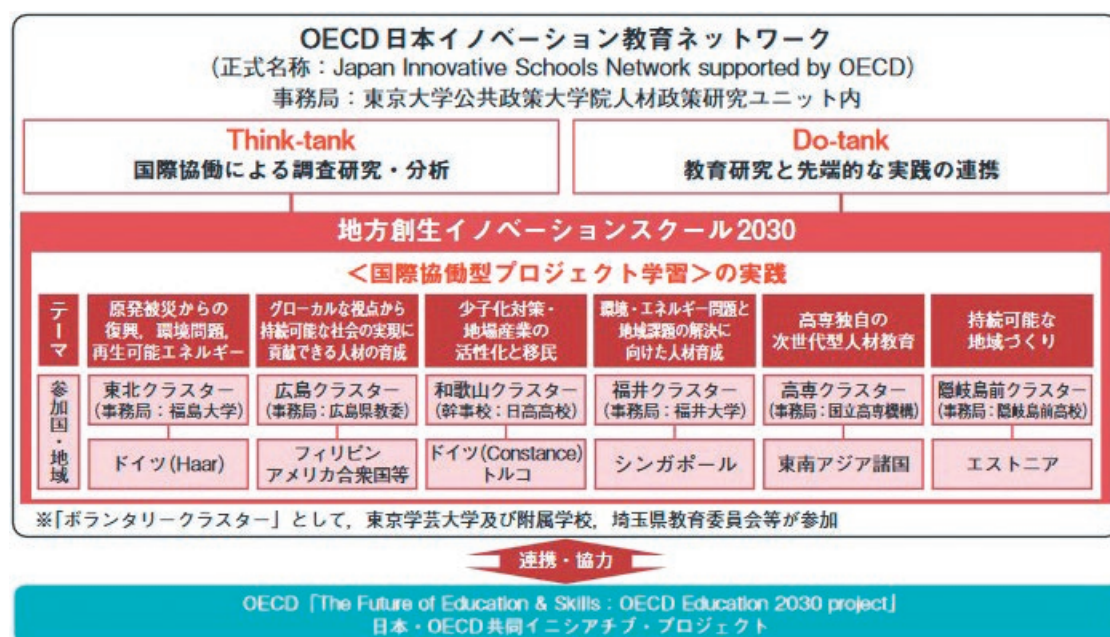 OECD日本イノベーション教育ネットワーク
(正式名称：Japan Innovative Schools Network supported by OECD)
事務局：東京大学公共政策大学院人材政策研究ユニット内
Think-tank
国際協働による調査研究・分析
Do-tank
教育研究と先端的な実践の連携
地方創生イノベーションスクール2030
＜国際協働型プロジェクト学習＞の実践
テーマ
原発被災からの
復興，環境問題，
再生可能エネルギー
グローカルな視点から
持続可能な社会の実現に
貢献できる人材の育成
少子化対策・
地場産業の
活性化と移民
環境・エネルギー問題と
地域課題の解決に
向けた人材育成
高専独自の
次世代型人材教育
持続可能な
地域づくり
参加国・地域
東北クラスター
(事務局：福島大学)
広島クラスター
(事務局：広島県教委)
和歌山クラスター
(幹事校：日高高校)
福井クラスター
(事務局：福井大学)
高専クラスター
(事務局：国立高専機構)
隠岐島前クラスター
(事務局：隠岐島前高校)
ドイツ(Haar)
フィリピン
アメリカ合衆国等
ドイツ(Constance)
トルコ
シンガポール
東南アジア諸国
エストニア
※「ボランタリークラスター」として，東京学芸大学及び附属学校，埼玉県教育委員会等が参加
連携・協力
OECD「The Future of Education & Skills：OECD Education 2030 project」
日本・OECD共同イニシアチブ・プロジェクト